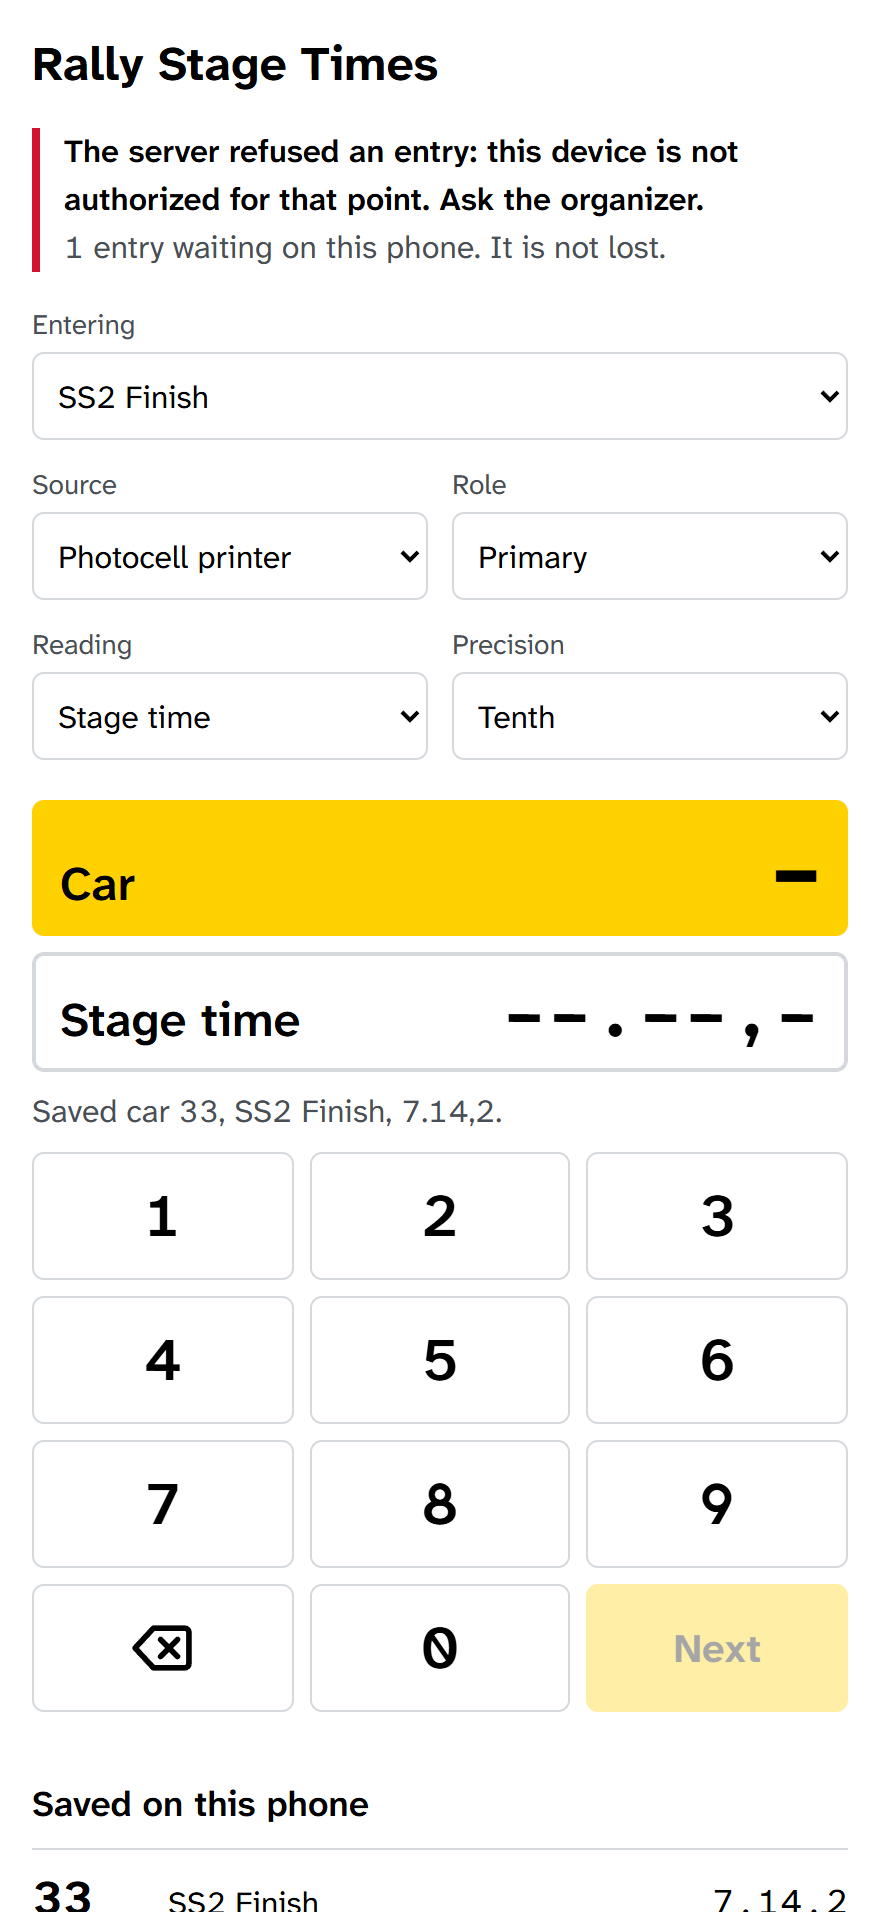 Rally Stage Times
The server refused an entry: this device is not
authorized for that point. Ask the organizer.
1 entry waiting on this phone. It is not lost.
Entering
SS2 Finish
Source
Role
Photocell printer
Primary
Reading
Precision
Stage time
Tenth
Car –
Stage time --.--,-
Saved car 33, SS2 Finish, 7.14,2.
1 2 3
4 5 6
7 8 9
0 Next
Saved on this phone
33 SS2 Finish 7.14.2